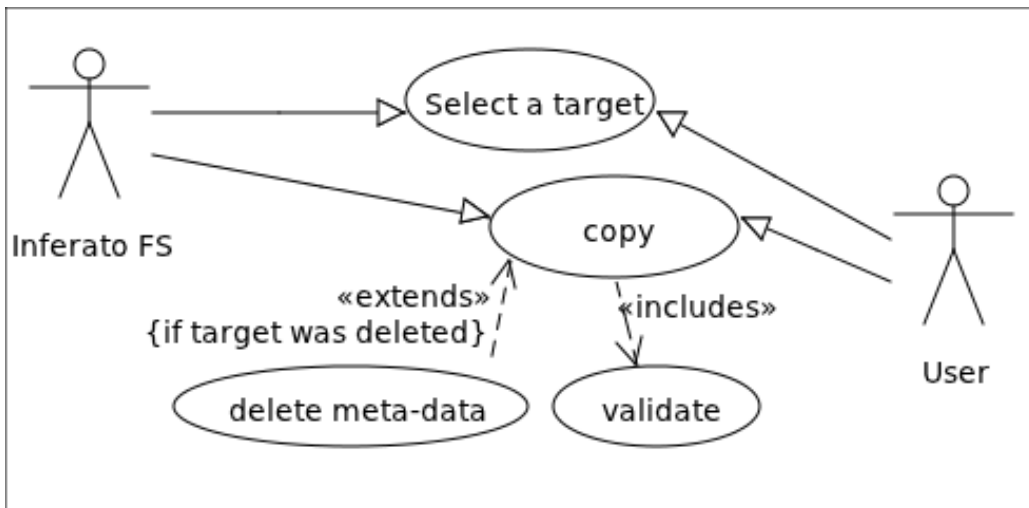 Select a target
Inferato FS
copy
User
«extends»
{if target was deleted}
«includes»
delete meta-data
validate